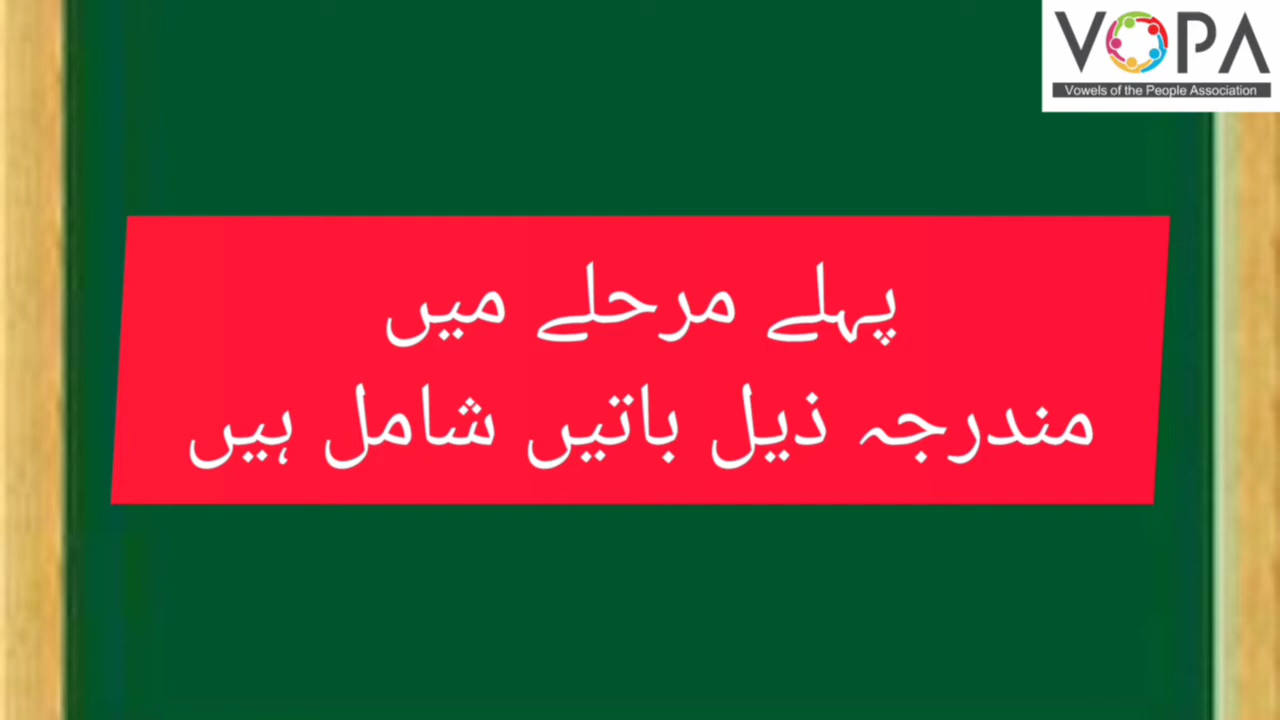 VOPA
Vowels of the People Association
پہلے مرحلے میں
مندرجہ ذیل باتیں شامل ہیں